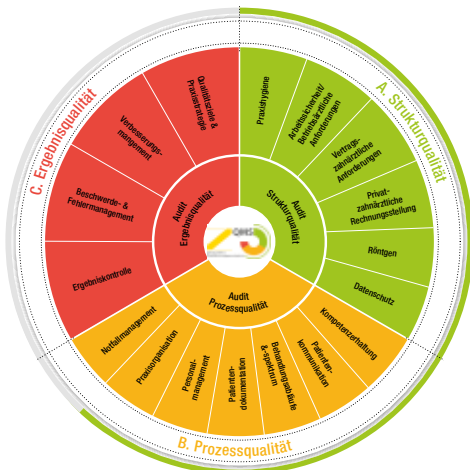 A. Strukturqualität
Praxishygiene
Arbeitssicherheit/
Betriebsärztliche
Anforderungen
Vertrags-
zahnärztliche
Anforderungen
Privat-
zahnärztliche
Rechnungsstellung
Röntgen
Datenschutz
Audit
Strukturqualität
B. Prozessqualität
Kompetenzerhaltung
Patienten-
kommunikation
Behandlungsabläufe
&-spektrum
Patienten-
dokumentation
Personal-
management
Praxisorganisation
Notfallmanagement
Audit
Prozessqualität
C. Ergebnisqualität
Ergebniskontrolle
Beschwerde- &
Fehlermanagement
Verbesserungs-
mangement
Qualitätsziele &
Praxisstrategie
Audit
Ergebnisqualität
QMS